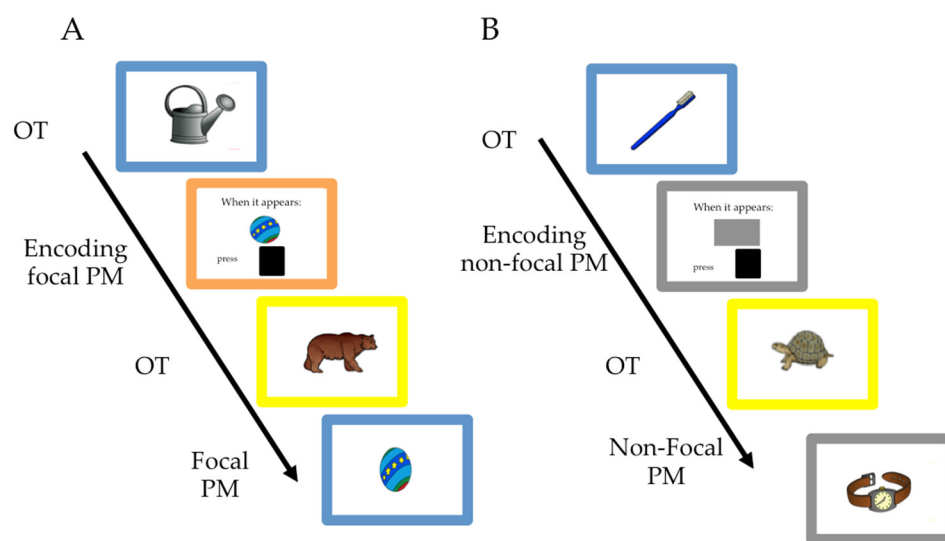 A
OT
When it appears:
press
Encoding
focal PM
OT
Focal
PM
B
OT
When it appears:
press
Encoding
non-focal PM
OT
Non-Focal
PM